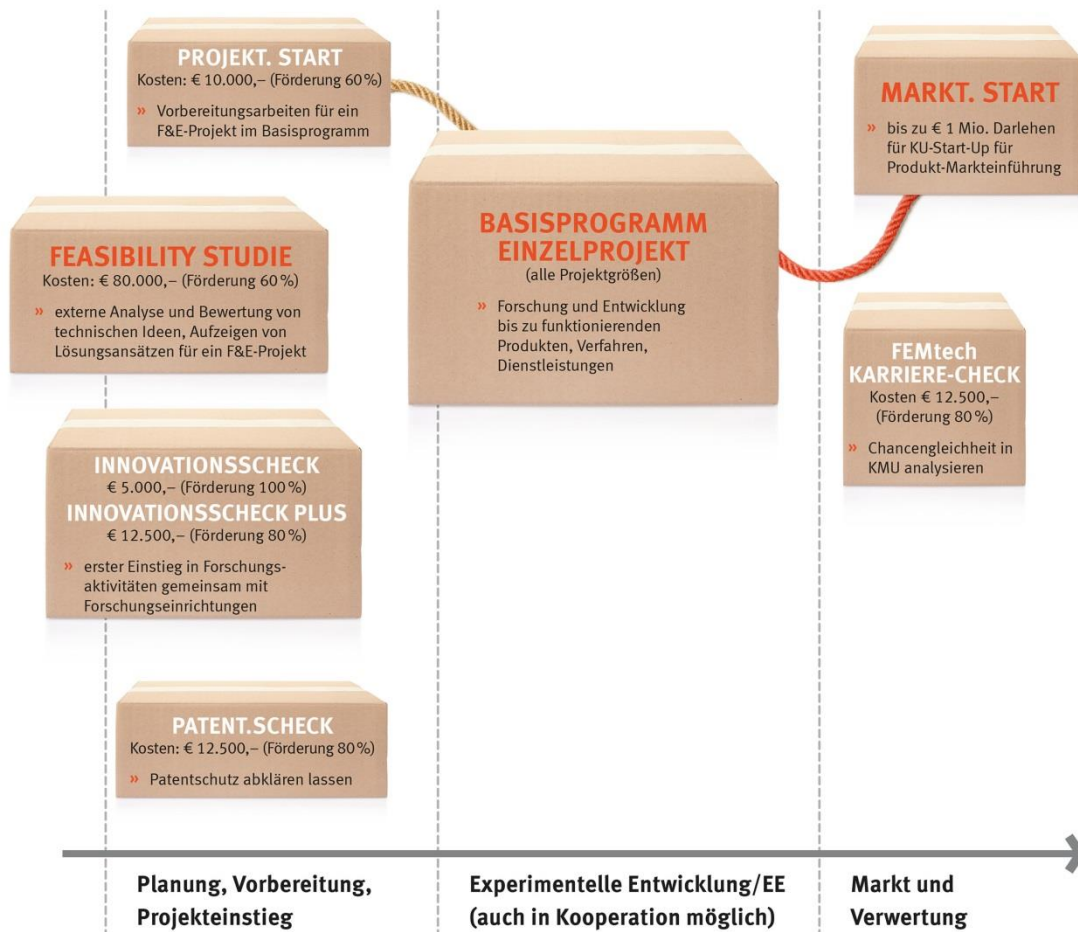 PROJEKT. START
Kosten: € 10.000,– (Förderung 60 %)
» Vorbereitungsarbeiten für ein
F&E-Projekt im Basisprogramm
FEASIBILITY STUDIE
Kosten: € 80.000,– (Förderung 60 %)
» externe Analyse und Bewertung von
technischen Ideen, Aufzeigen von
Lösungsansätzen für ein F&E-Projekt
INNOVATIONSSCHECK
€ 5.000,– (Förderung 100 %)
INNOVATIONSSCHECK PLUS
€ 12.500,– (Förderung 80 %)
» erster Einstieg in Forschungs-
aktivitäten gemeinsam mit
Forschungseinrichtungen
PATENT.SCHECK
Kosten: € 12.500,– (Förderung 80 %)
» Patentschutz abklären lassen
BASISPROGRAMM
EINZELPROJEKT
(alle Projektgrößen)
» Forschung und Entwicklung
bis zu funktionierenden
Produkten, Verfahren,
Dienstleistungen
MARKT. START
» bis zu € 1 Mio. Darlehen
für KU-Start-Up für
Produkt-Markteinführung
FEMtech
KARRIERE-CHECK
Kosten € 12.500,–
(Förderung 80 %)
» Chancengleichheit in
KMU analysieren
Planung, Vorbereitung,
Projekteinstieg
Experimentelle Entwicklung/EE
(auch in Kooperation möglich)
Markt und
Verwertung